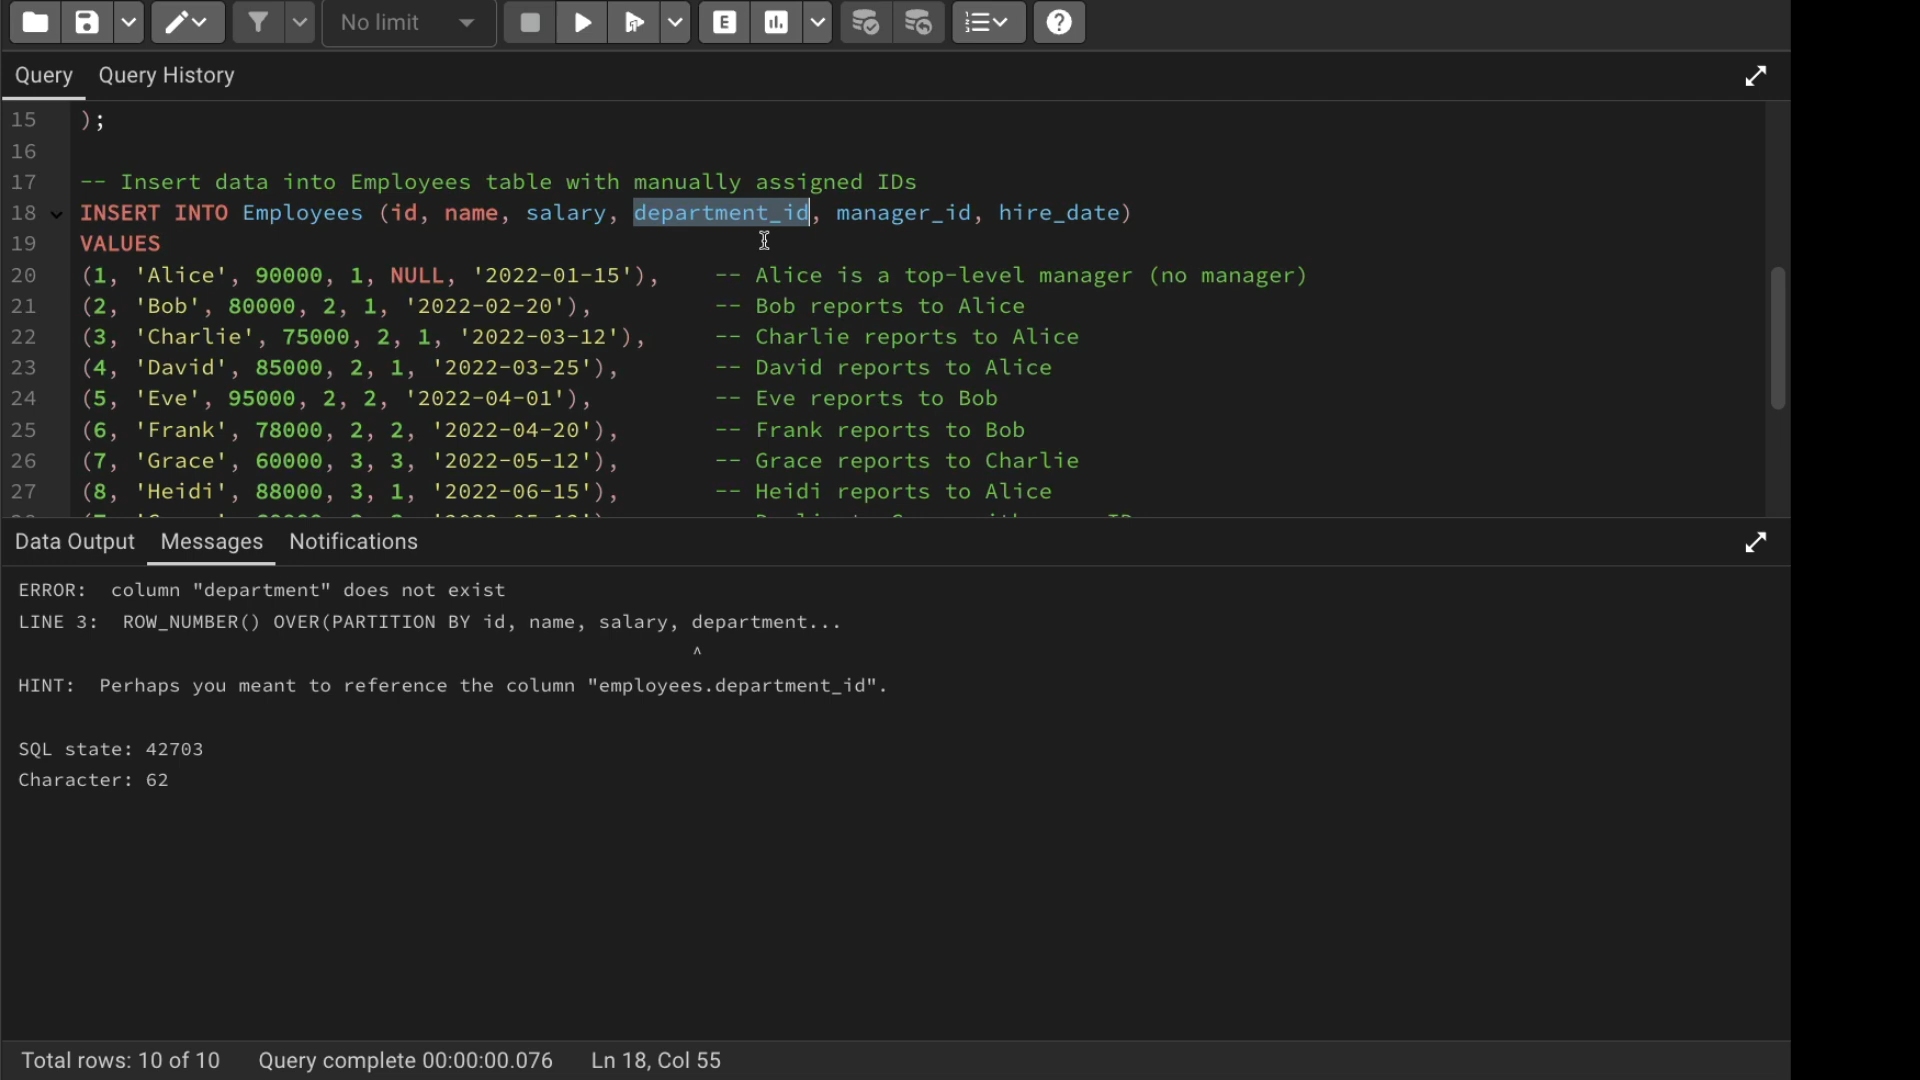 No limit
E
Query Query History
15 );
16
17 -- Insert data into Employees table with manually assigned IDs
18 INSERT INTO Employees (id, name, salary, department_id, manager_id, hire_date)
19 VALUES
20 (1, 'Alice', 90000, 1, NULL, '2022-01-15'), -- Alice is a top-level manager (no manager)
21 (2, 'Bob', 80000, 2, 1, '2022-02-20'), -- Bob reports to Alice
22 (3, 'Charlie', 75000, 2, 1, '2022-03-12'), -- Charlie reports to Alice
23 (4, 'David', 85000, 2, 1, '2022-03-25'), -- David reports to Alice
24 (5, 'Eve', 95000, 2, 2, '2022-04-01'), -- Eve reports to Bob
25 (6, 'Frank', 78000, 2, 2, '2022-04-20'), -- Frank reports to Bob
26 (7, 'Grace', 60000, 3, 3, '2022-05-12'), -- Grace reports to Charlie
27 (8, 'Heidi', 88000, 3, 1, '2022-06-15'), -- Heidi reports to Alice
Data Output Messages Notifications
ERROR: column "department" does not exist
LINE 3: ROW_NUMBER() OVER(PARTITION BY id, name, salary, department...
^
HINT: Perhaps you meant to reference the column "employees.department_id".
SQL state: 42703
Character: 62
Total rows: 10 of 10 Query complete 00:00:00.076 Ln 18, Col 55